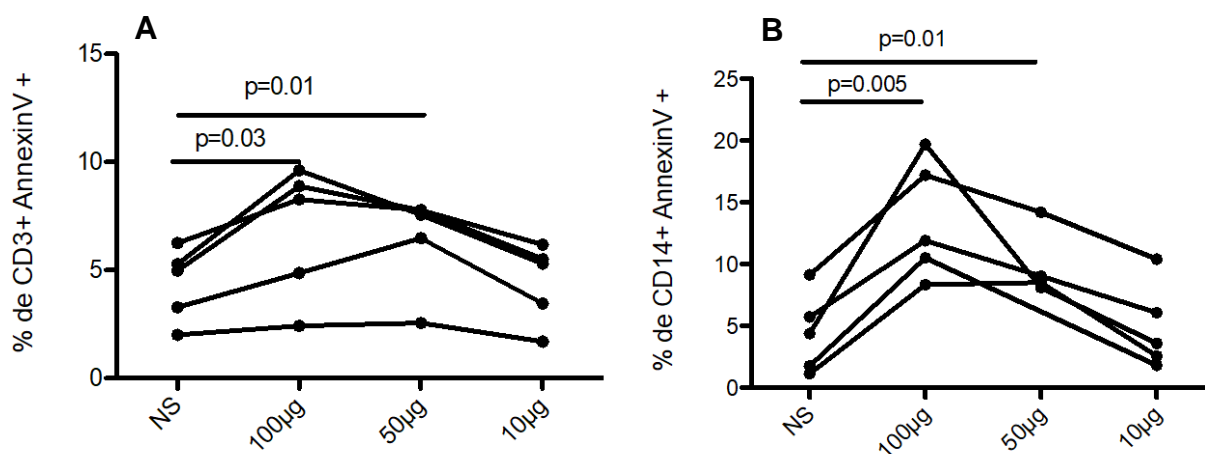 A
% de CD3+ AnnexinV +
15
10
5
0
p=0.01
p=0.03
NS
100µg
50µg
10µg
B
% de CD14+ AnnexinV +
25
20
15
10
5
0
p=0.01
p=0.005
NS
100µg
50µg
10µg